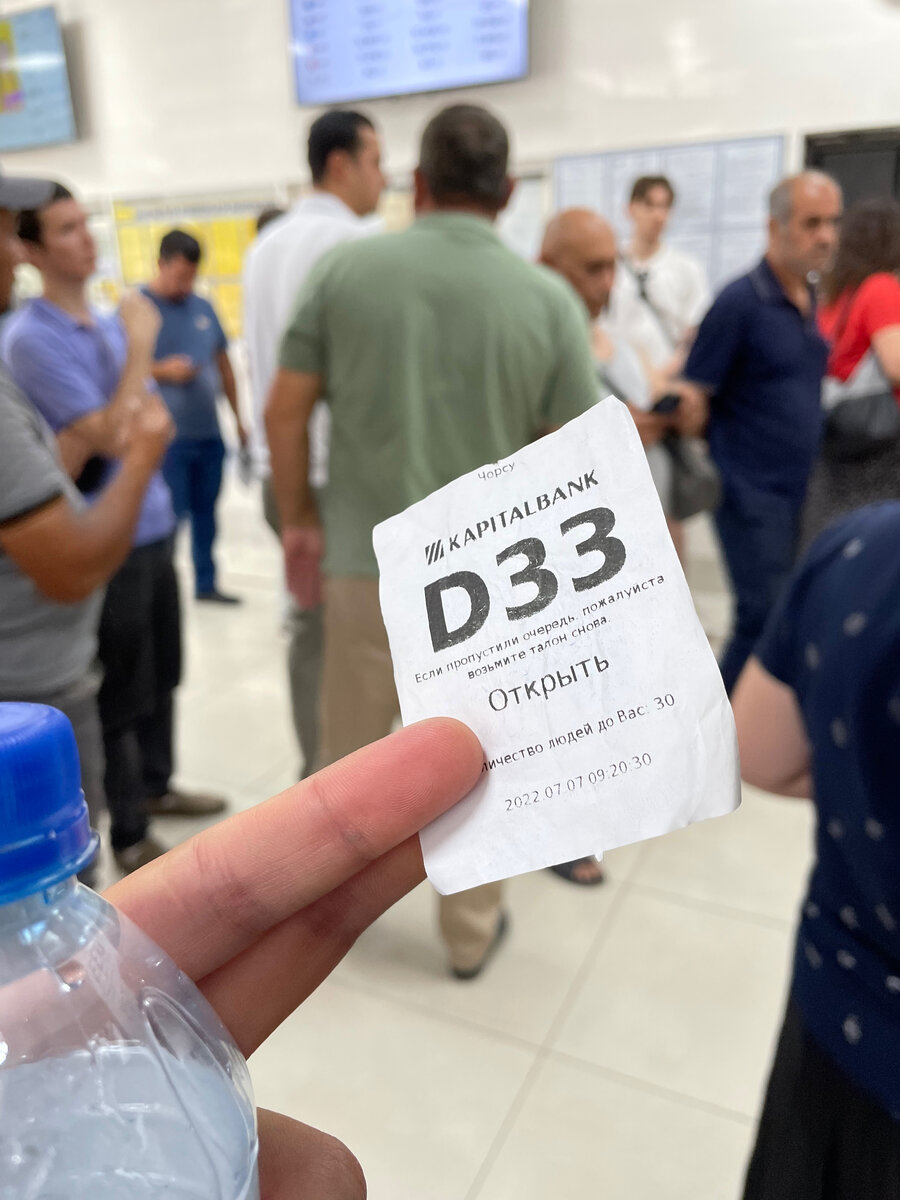 Чорсу
KAPITALBANK
D33
Если пропустили очередь, пожалуйста
возьмите талон снова.
Открыть
личество людей до Вас: 30
2022.07.07 09:20:30